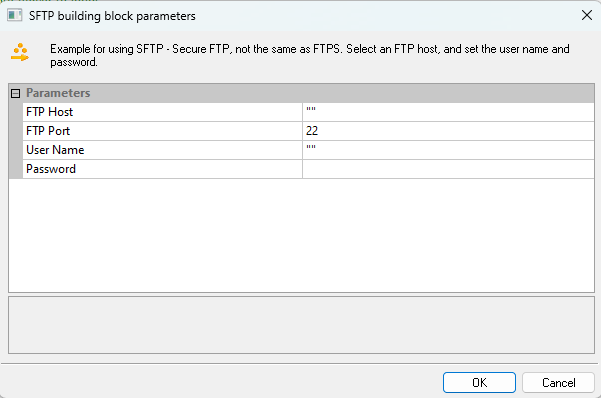 SFTP building block parameters
Example for using SFTP - Secure FTP, not the same as FTPS. Select an FTP host, and set the user name and
password.
Parameters
FTP Host ""
FTP Port 22
User Name ""
Password
OK Cancel